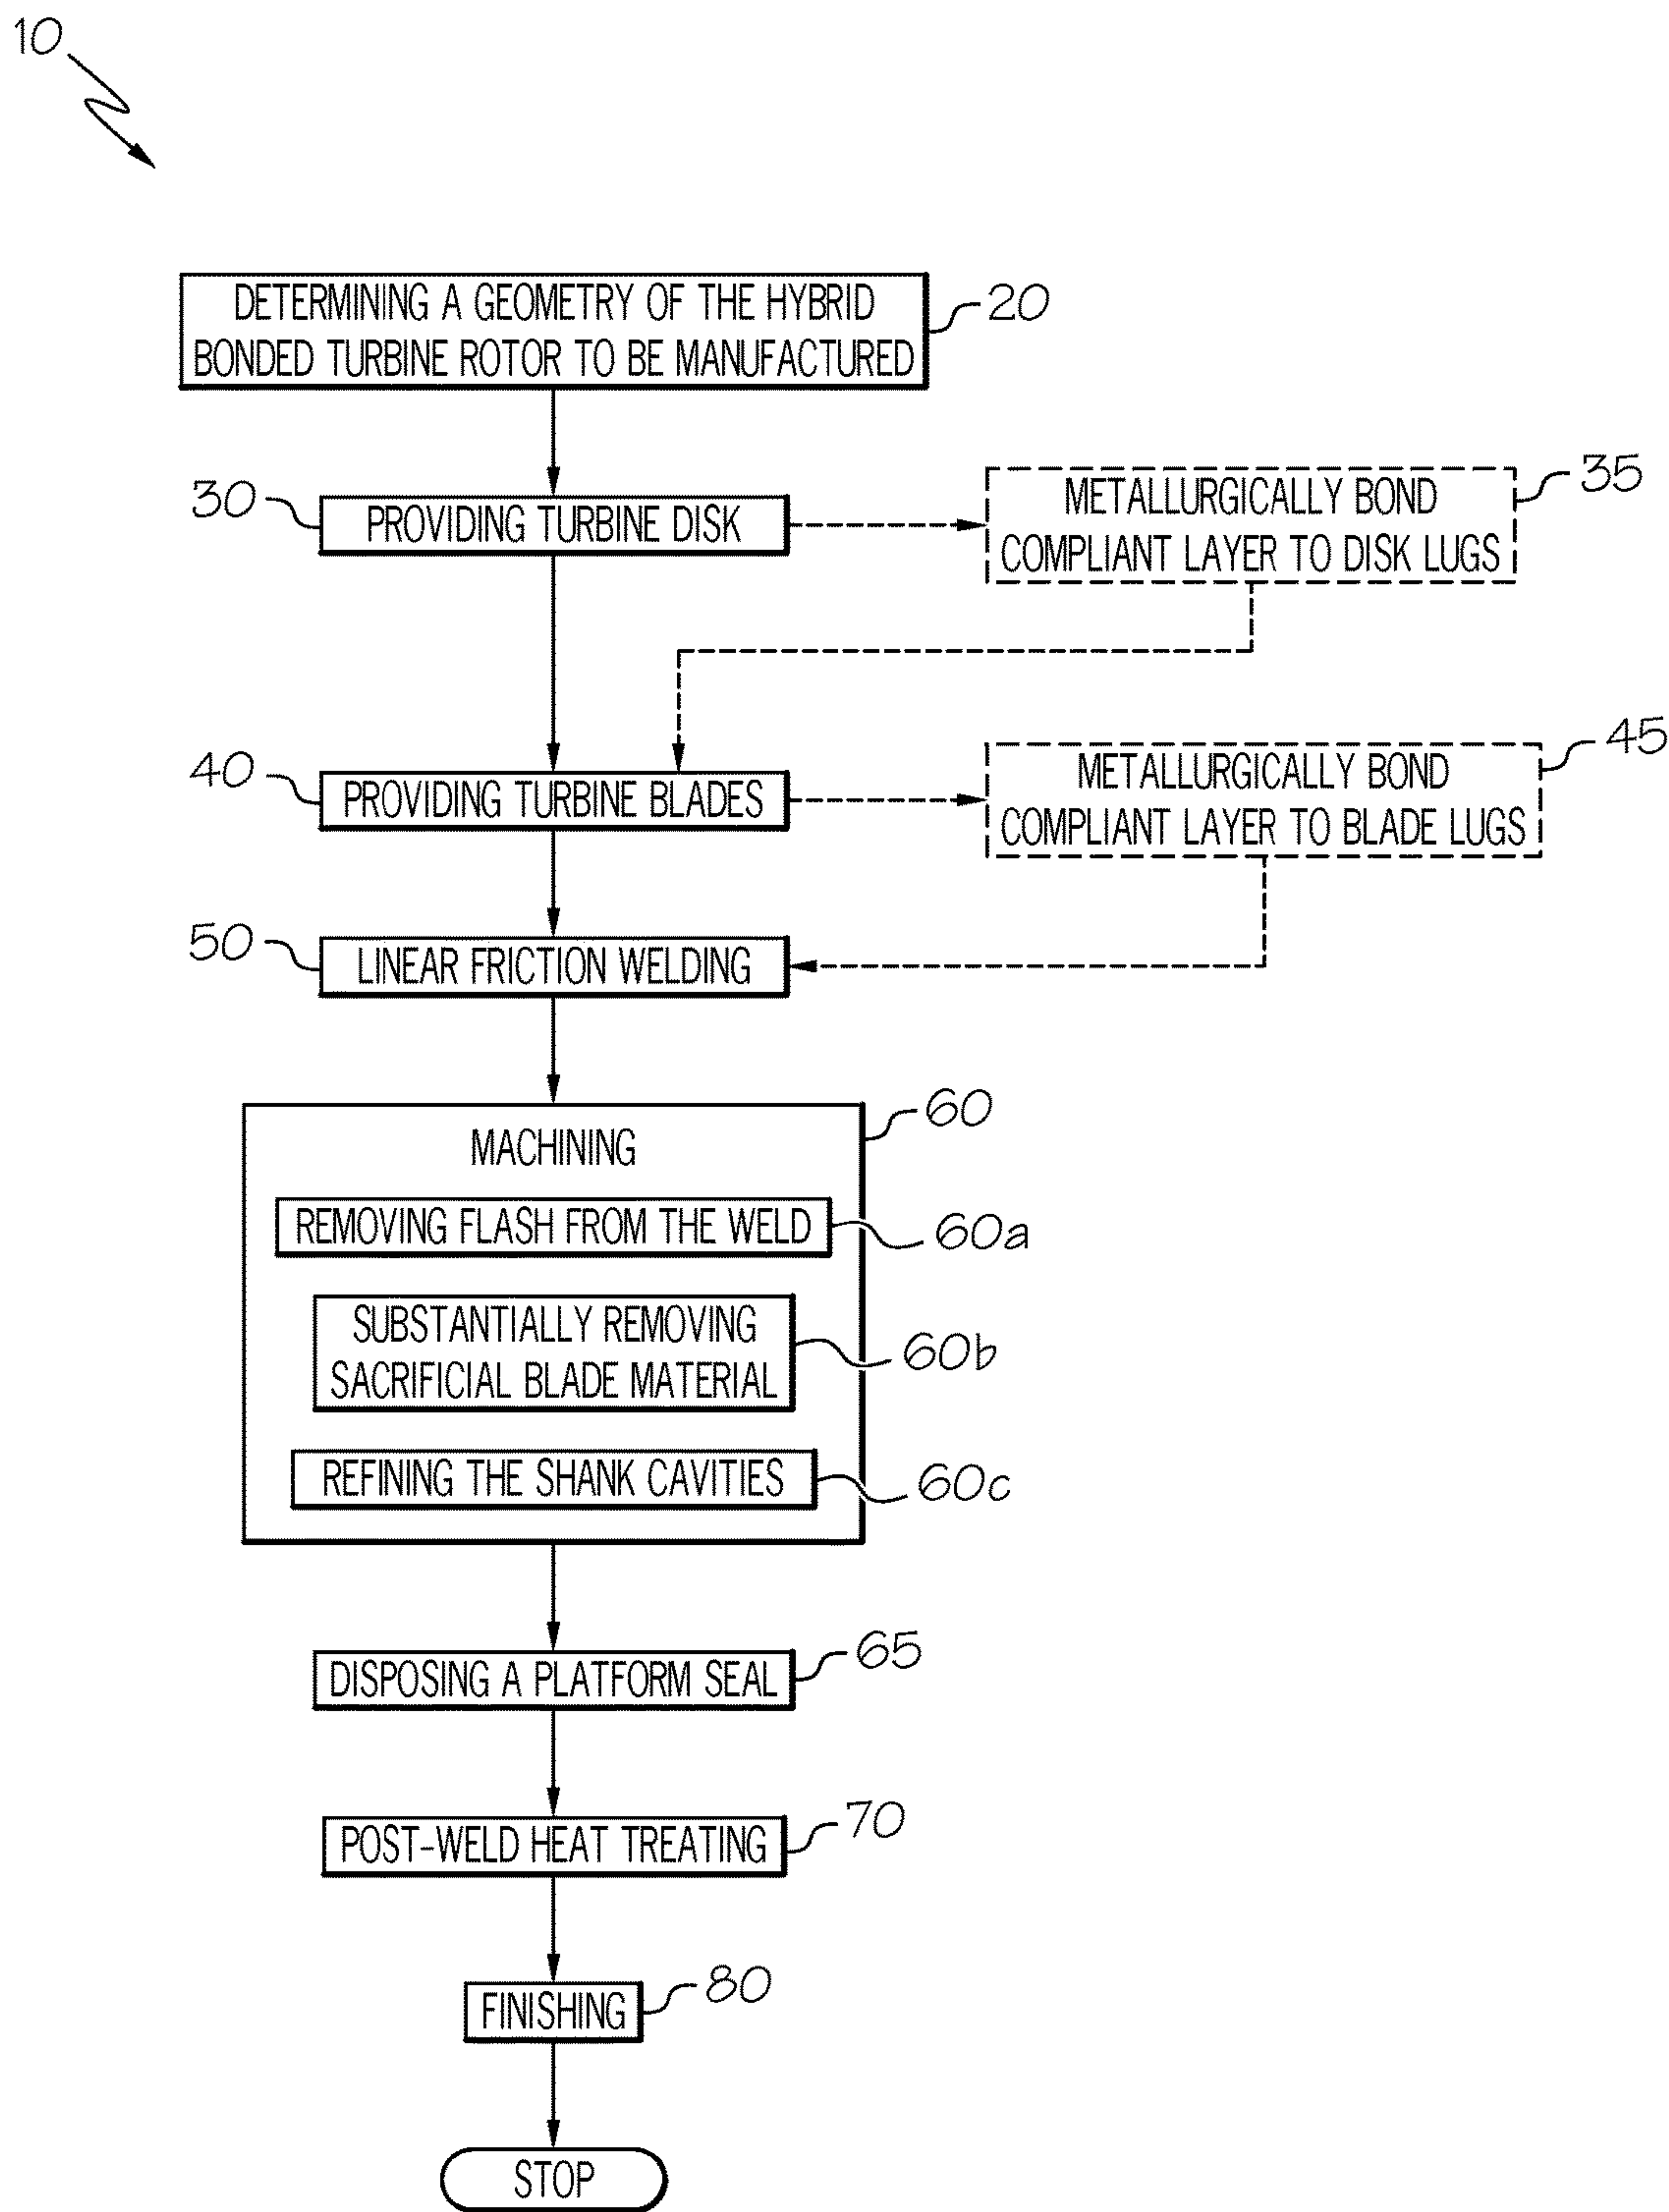 10
DETERMINING A GEOMETRY OF THE HYBRID
BONDED TURBINE ROTOR TO BE MANUFACTURED
20
30
PROVIDING TURBINE DISK
METALLURGICALLY BOND
COMPLIANT LAYER TO DISK LUGS
35
40
PROVIDING TURBINE BLADES
METALLURGICALLY BOND
COMPLIANT LAYER TO BLADE LUGS
45
50
LINEAR FRICTION WELDING
60
MACHINING
REMOVING FLASH FROM THE WELD
60a
SUBSTANTIALLY REMOVING
SACRIFICIAL BLADE MATERIAL
60b
REFINING THE SHANK CAVITIES
60c
DISPOSING A PLATFORM SEAL
65
POST-WELD HEAT TREATING
70
FINISHING
80
STOP